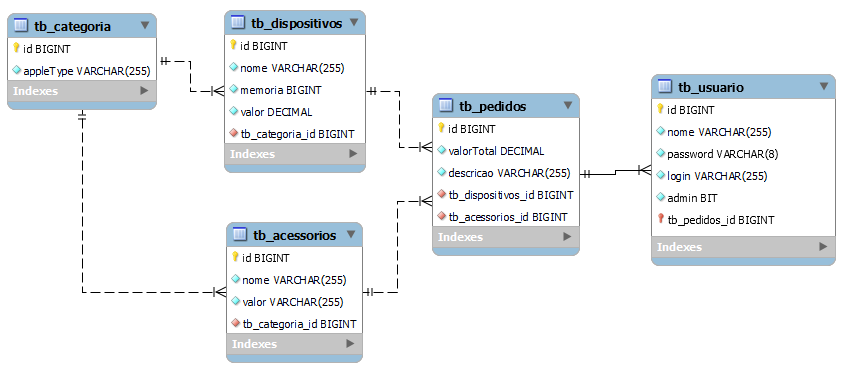 tb_categoria
id BIGINT
appleType VARCHAR(255)
Indexes
tb_dispositivos
id BIGINT
nome VARCHAR(255)
memoria BIGINT
valor DECIMAL
tb_categoria_id BIGINT
Indexes
tb_acessorios
id BIGINT
nome VARCHAR(255)
valor VARCHAR(255)
tb_categoria_id BIGINT
Indexes
tb_pedidos
id BIGINT
valorTotal DECIMAL
descricao VARCHAR(255)
tb_dispositivos_id BIGINT
tb_acessorios_id BIGINT
Indexes
tb_usuario
id BIGINT
nome VARCHAR(255)
password VARCHAR(8)
login VARCHAR(255)
admin BIT
tb_pedidos_id BIGINT
Indexes